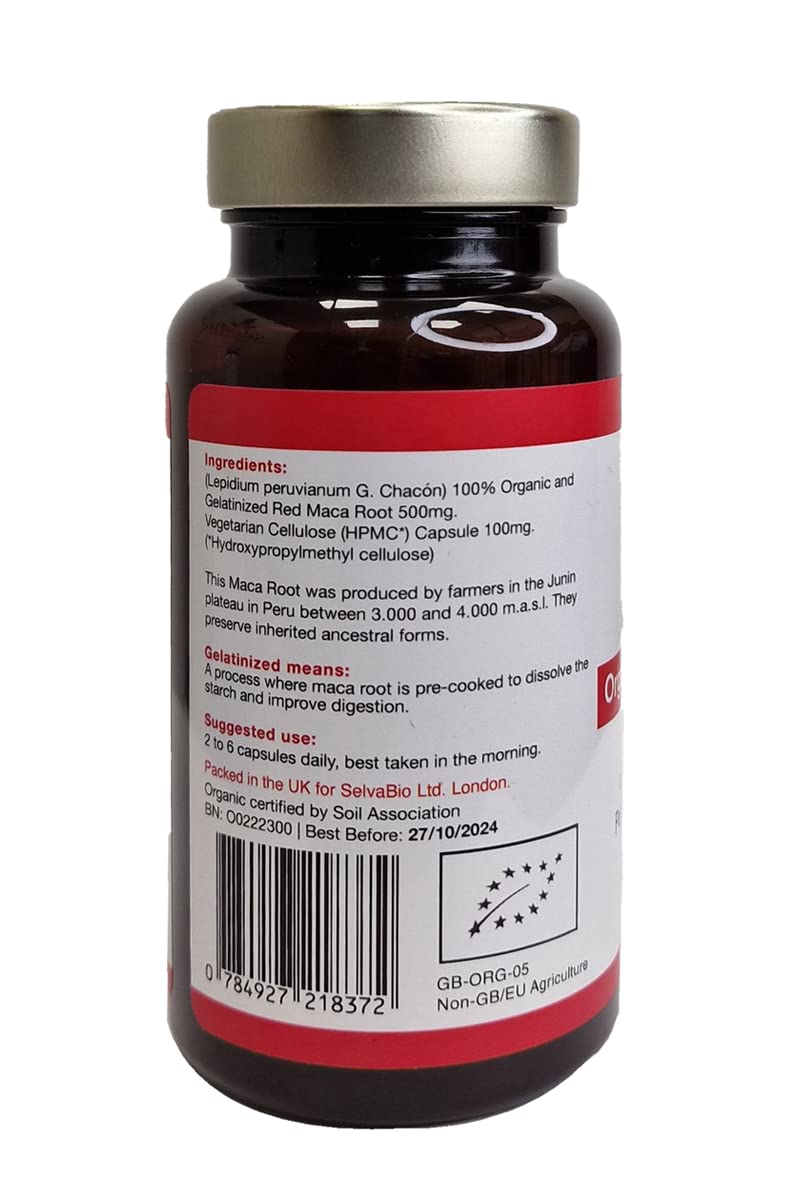 Ingredients:
(Lepidium peruvianum G. Chacón) 100% Organic and
Gelatinized Red Maca Root 500mg.
Vegetarian Cellulose (HPMC*) Capsule 100mg.
(*Hydroxypropylmethyl cellulose)
This Maca Root was produced by farmers in the Junin
plateau in Peru between 3.000 and 4.000 m.a.s.l. They
preserve inherited ancestral forms.
Gelatinized means:
A process where maca root is pre-cooked to dissolve the
starch and improve digestion.
Suggested use:
2 to 6 capsules daily, best taken in the morning.
Packed in the UK for SelvaBio Ltd. London.
Organic certified by Soil Association
BN: O0222300 | Best Before: 27/10/2024
0 784927 218372
GB-ORG-05
Non-GB/EU Agriculture